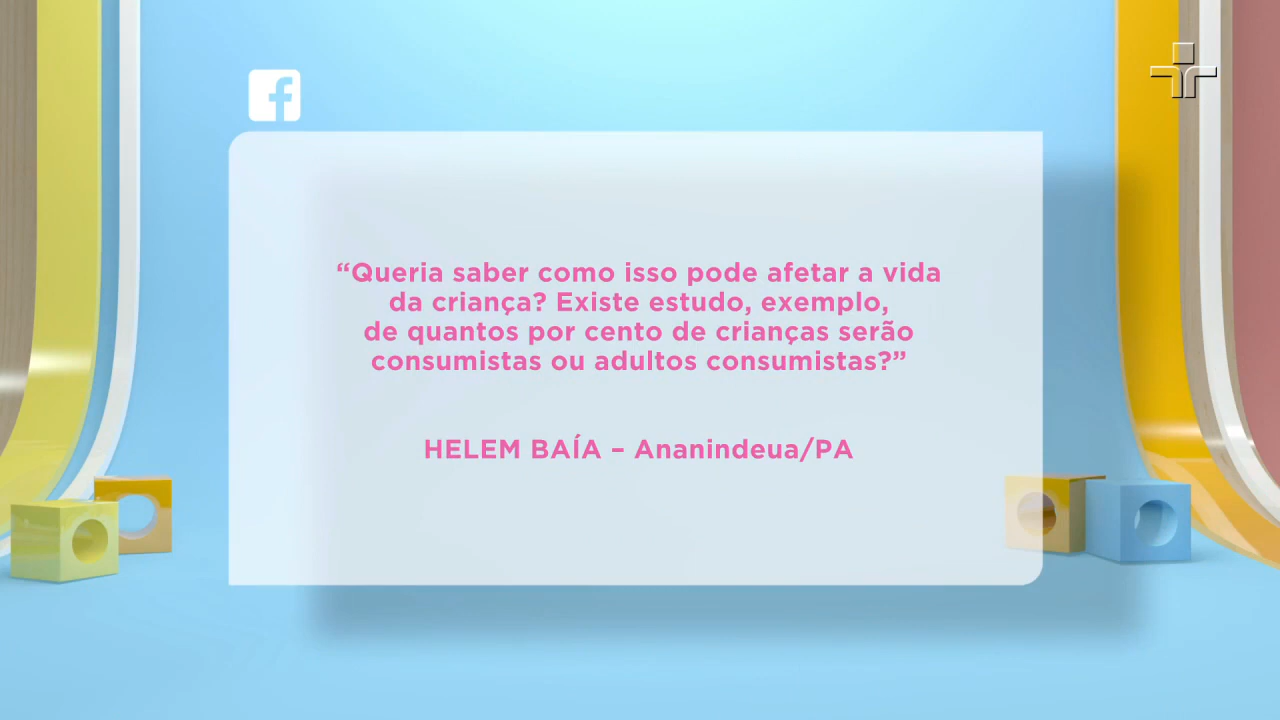 “Queria saber como isso pode afetar a vida
da criança? Existe estudo, exemplo,
de quantos por cento de crianças serão
consumistas ou adultos consumistas?”
HELEM BAÍA – Ananindeua/PA